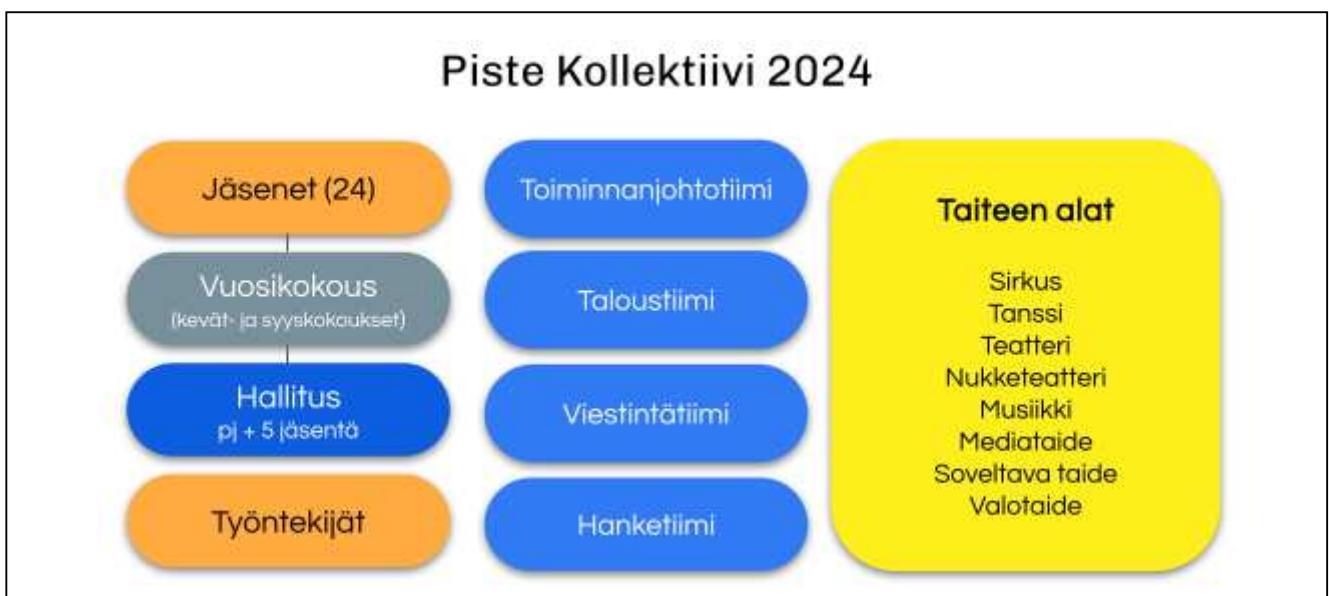 Piste Kollektiivi 2024
Jäsenet (24)
Vuosikokous
(kevät- ja syyskokoukset)
Hallitus
pj + 5 jäsentä
Työntekijät
Toiminnanjohtotiimi
Taloustiimi
Viestintätiimi
Hanketiimi
Taiteen alat
Sirkus
Tanssi
Teatteri
Nukketeatteri
Musiikki
Mediataide
Soveltava taide
Valotaide